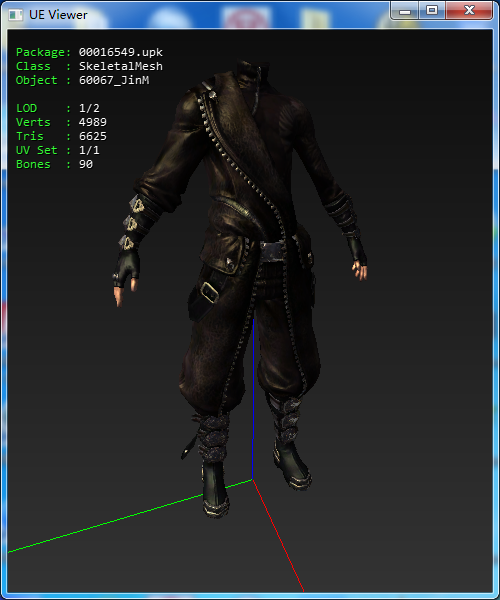 UE Viewer
Package: 00016549.upk
Class : SkeletalMesh
Object : 60067_JinM
LOD : 1/2
Verts : 4989
Tris : 6625
UV Set : 1/1
Bones : 90